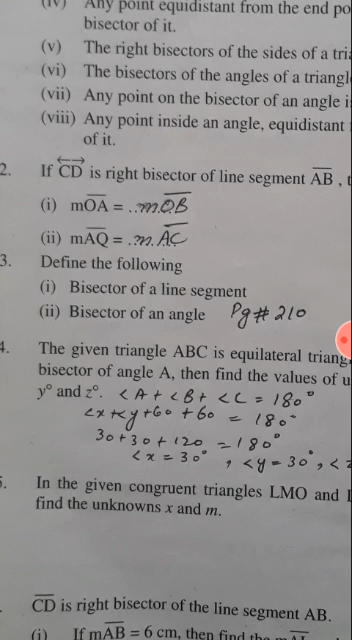 (iv) Any point equidistant from the end po
bisector of it.
(v) The right bisectors of the sides of a tria
(vi) The bisectors of the angles of a triangl
(vii) Any point on the bisector of an angle i
(viii) Any point inside an angle, equidistant
of it.
2. If CD is right bisector of line segment AB , t
(i) mOA = ..m.OB
(ii) mAQ = .m.AC
3. Define the following
(i) Bisector of a line segment
(ii) Bisector of an angle Pg# 210
4. The given triangle ABC is equilateral triang
bisector of angle A, then find the values of u
y° and z°. <A + <B + <C = 180°
<x + <y + 60 + 60 = 180°
30 + 30 + 120 = 180°
<x = 30° , <y = 30°, <z
5. In the given congruent triangles LMO and L
find the unknowns x and m.
CD is right bisector of the line segment AB.
(i) If mAB = 6 cm, then find the mAL